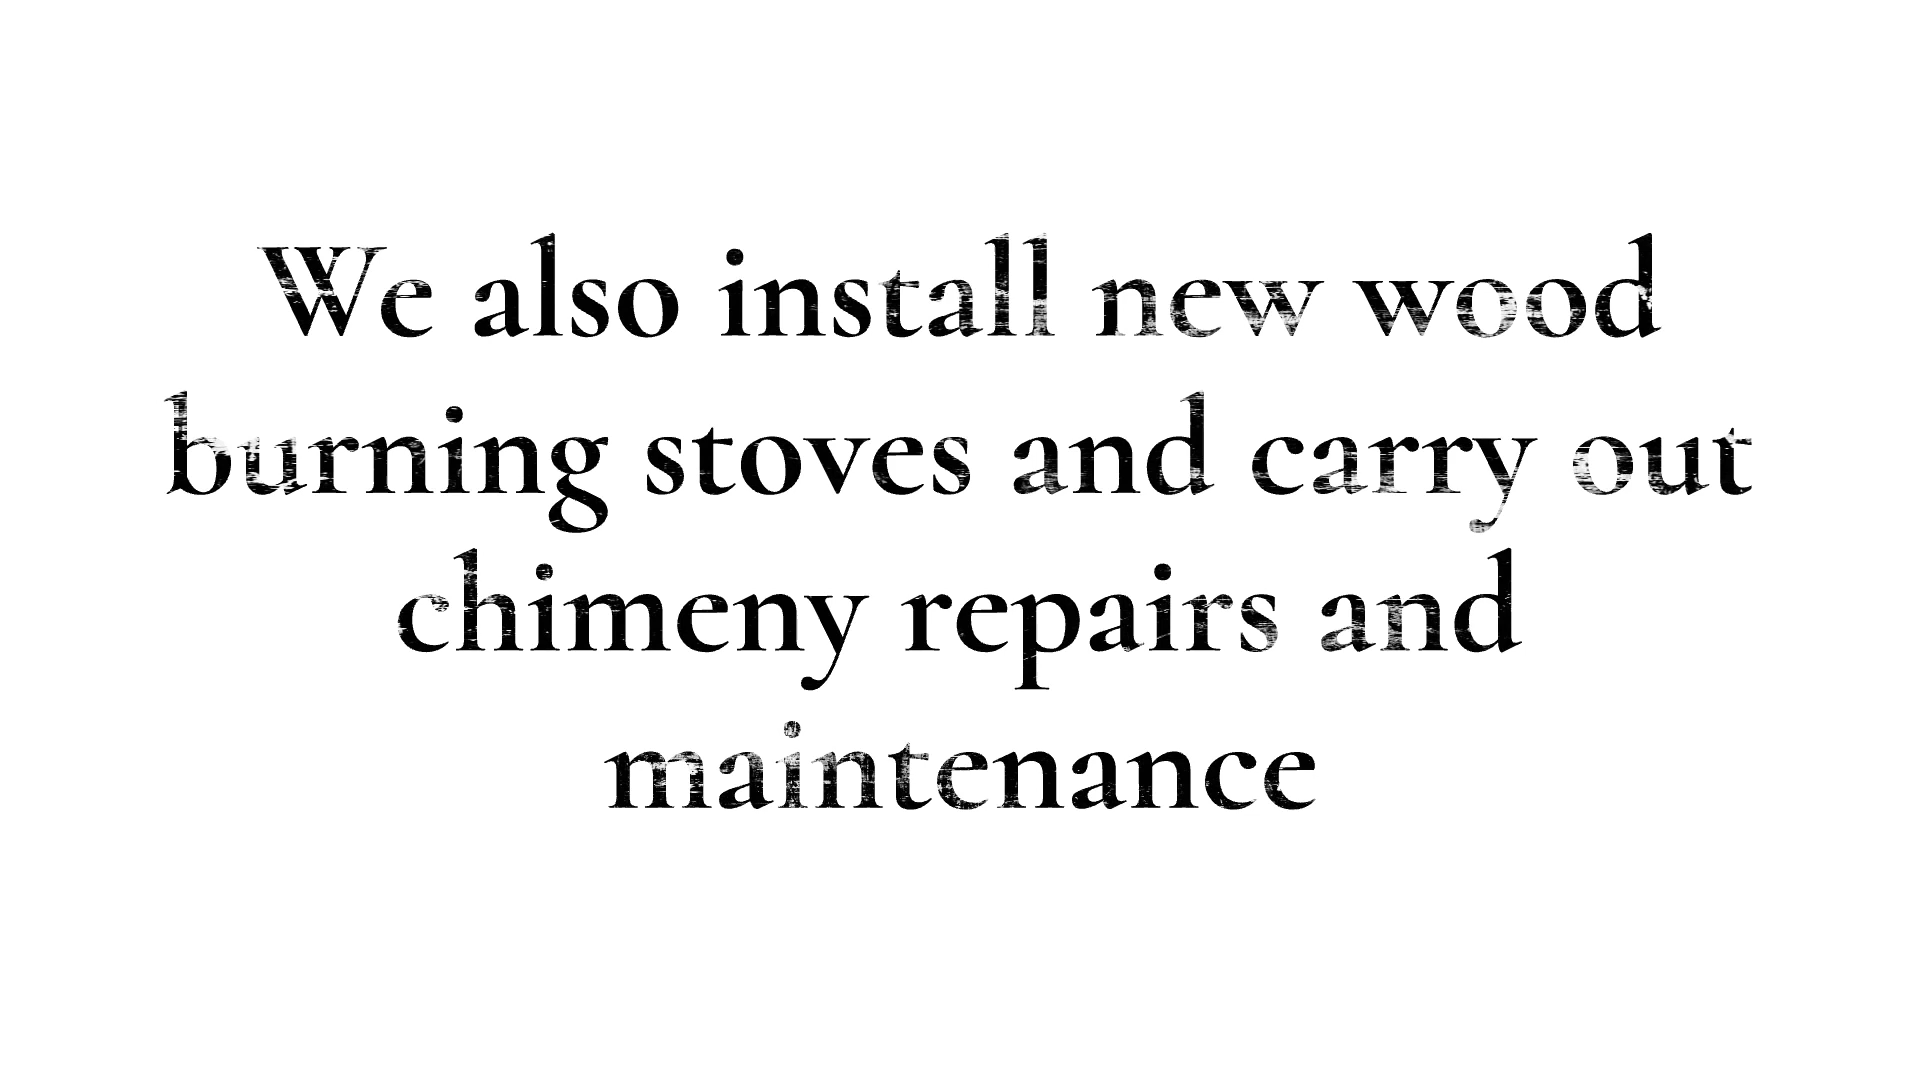 We also install new wood
burning stoves and carry out
chimeny repairs and
maintenance